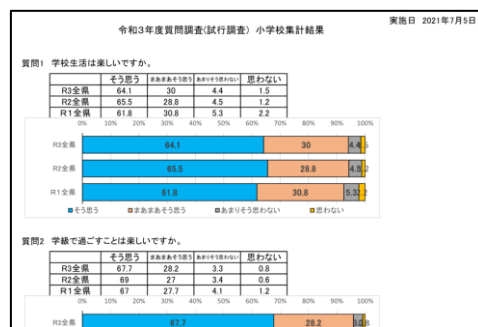 実施日 2021年7月5日
令和3年度質問調査(試行調査) 小学校集計結果
質問1 学校生活は楽しいですか。
そう思う まあまあそう思う あまりそう思わない 思わない
R3全県 64.1 30 4.4 1.5
R2全県 65.5 28.8 4.5 1.2
R1全県 61.8 30.8 5.3 2.2
0% 10% 20% 30% 40% 50% 60% 70% 80% 90% 100%
R3全県 64.1 30 4.4 1.5
R2全県 65.5 28.8 4.5 1.2
R1全県 61.8 30.8 5.3 2.2
そう思う まあまあそう思う あまりそう思わない 思わない
質問2 学級で過ごすことは楽しいですか。
そう思う まあまあそう思う あまりそう思わない 思わない
R3全県 67.7 28.2 3.3 0.8
R2全県 69 27 3.4 0.6
R1全県 67 27.7 4.1 1.2
0% 10% 20% 30% 40% 50% 60% 70% 80% 90% 100%
R3全県 67.7 28.2